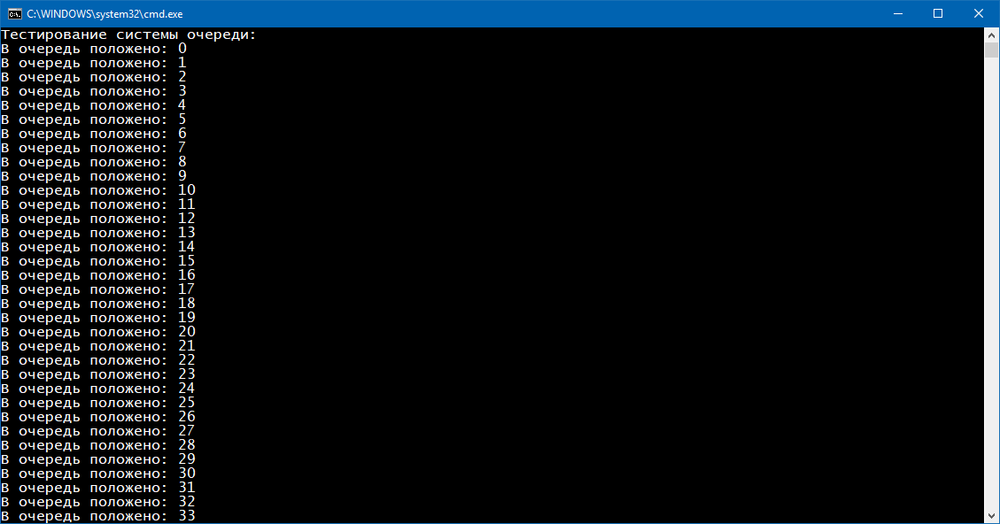 C:\WINDOWS\system32\cmd.exe
Тестирование системы очереди:
В очередь положено: 0
В очередь положено: 1
В очередь положено: 2
В очередь положено: 3
В очередь положено: 4
В очередь положено: 5
В очередь положено: 6
В очередь положено: 7
В очередь положено: 8
В очередь положено: 9
В очередь положено: 10
В очередь положено: 11
В очередь положено: 12
В очередь положено: 13
В очередь положено: 14
В очередь положено: 15
В очередь положено: 16
В очередь положено: 17
В очередь положено: 18
В очередь положено: 19
В очередь положено: 20
В очередь положено: 21
В очередь положено: 22
В очередь положено: 23
В очередь положено: 24
В очередь положено: 25
В очередь положено: 26
В очередь положено: 27
В очередь положено: 28
В очередь положено: 29
В очередь положено: 30
В очередь положено: 31
В очередь положено: 32
В очередь положено: 33